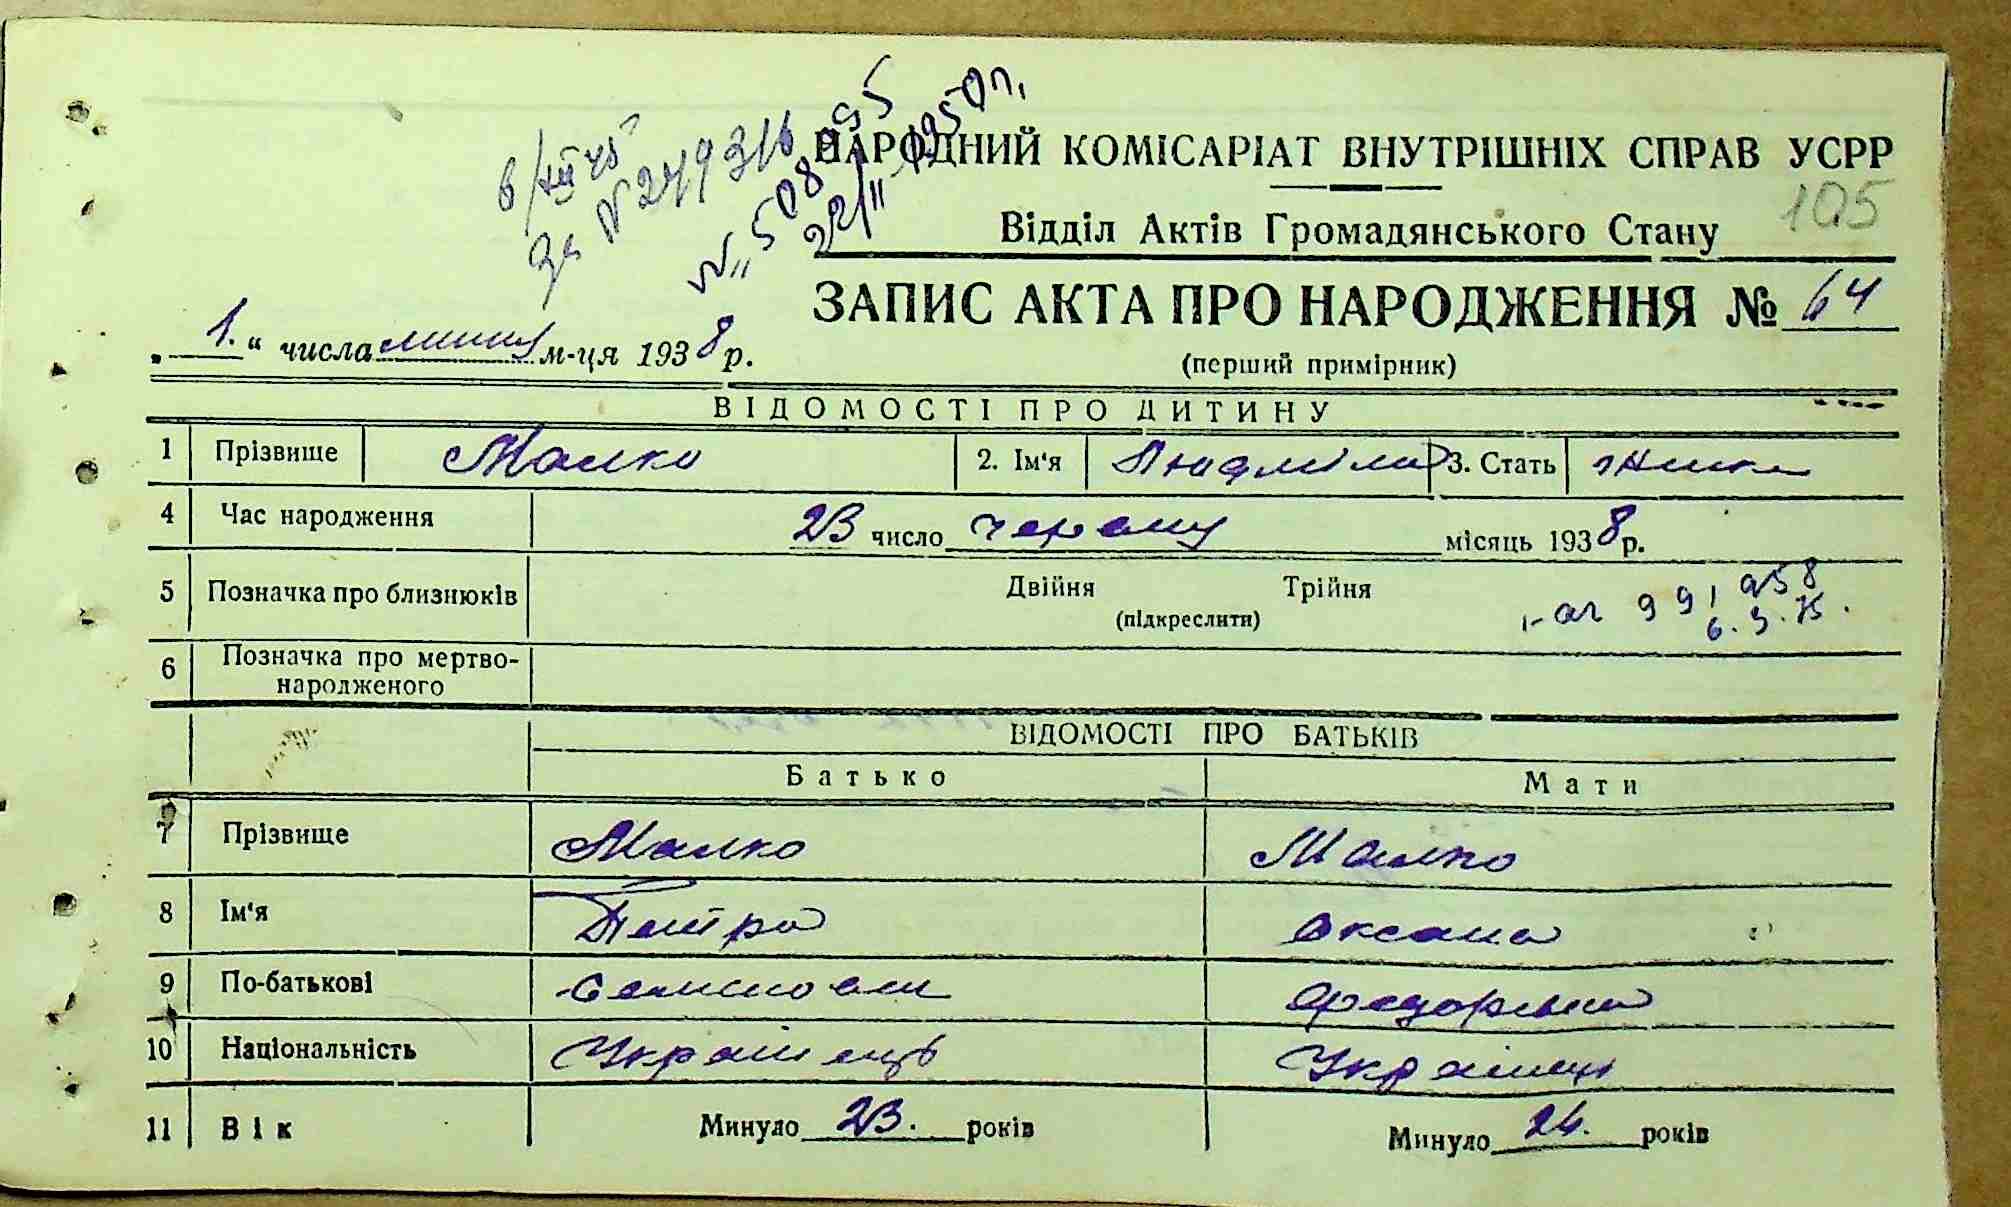 НАРОДНИЙ КОМІСАРІАТ ВНУТРІШНІХ СПРАВ УСРР
105
Відділ Актів Громадянського Стану
ЗАПИС АКТА ПРО НАРОДЖЕННЯ № 64
(перший примірник)
„ 1. “ числа липня м-ця 1938 р.
ВІДОМОСТІ ПРО ДИТИНУ
1 Прізвище Малко 2. Ім‘я Людміла 3. Стать
4 Час народження 23 число червня місяць 1938 р.
5 Позначка про близнюків Двійня Трійня
(підкреслити)
6 Позначка про мертво-
народженого
ВІДОМОСТІ ПРО БАТЬКІВ
Батько Мати
7 Прізвище Малко Малко
8 Ім‘я Петро Оксана
9 По-батькові Федорівна
10 Національність Українець Українка
11 Вік Минуло 23. років Минуло 24. років